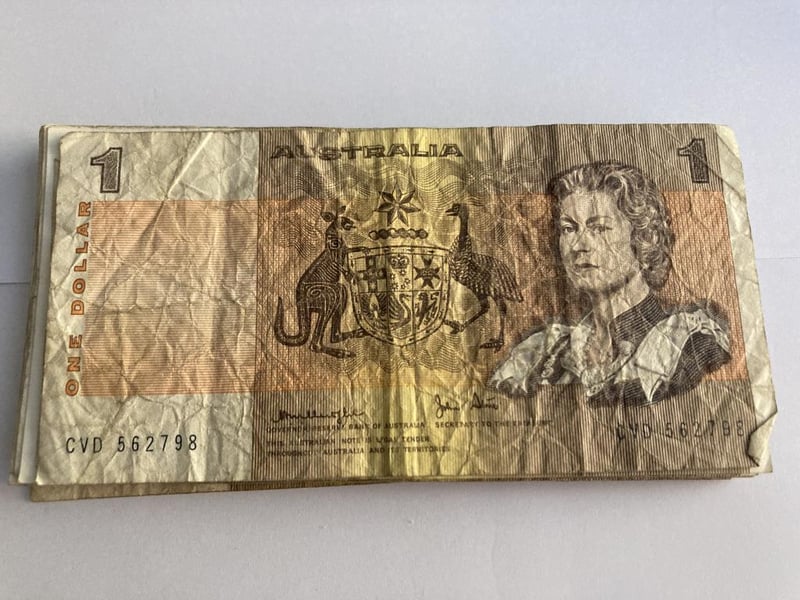 1 AUSTRALIA 1
ONE DOLLAR
GOVERNOR RESERVE BANK OF AUSTRALIA SECRETARY TO THE
THIS AUSTRALIAN NOTE IS LEGAL TENDER
THROUGHOUT AUSTRALIA AND ITS TERRITORIES
CVD 562798 CVD 562798